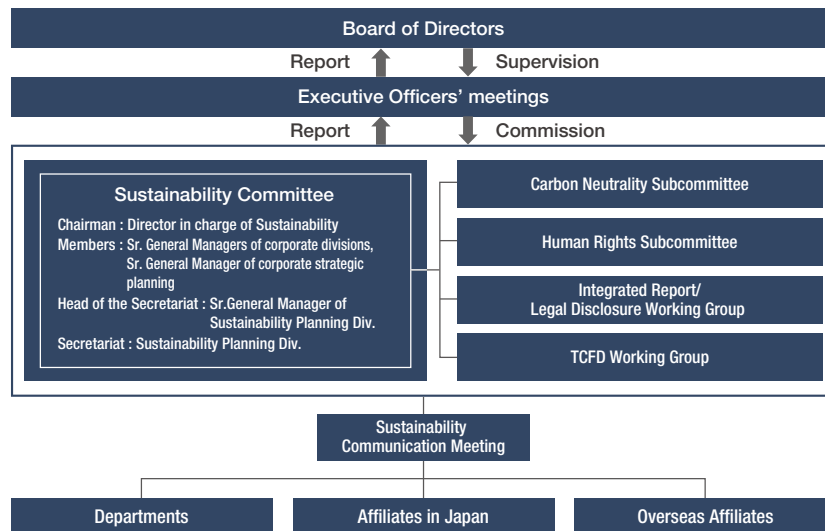 Board of Directors
Report
Supervision
Executive Officers' meetings
Report
Commission
Sustainability Committee
Chairman : Director in charge of Sustainability
Members : Sr. General Managers of corporate divisions,
Sr. General Manager of corporate strategic
planning
Head of the Secretariat : Sr.General Manager of
Sustainability Planning Div.
Secretariat : Sustainability Planning Div.
Carbon Neutrality Subcommittee
Human Rights Subcommittee
Integrated Report/
Legal Disclosure Working Group
TCFD Working Group
Sustainability
Communication Meeting
Departments
Affiliates in Japan
Overseas Affiliates